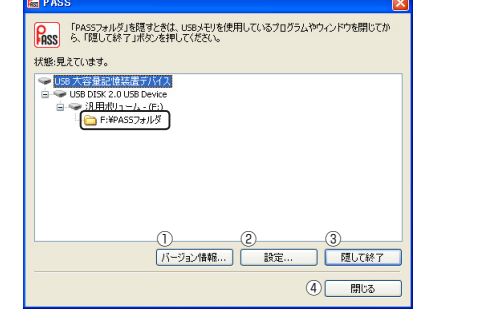 PASS
PASS
「PASSフォルダ」を隠すときは、USBメモリを使用しているプログラムやウィンドウを閉じてか
ら、「隠して終了」ボタンを押してください。
状態:見えています。
USB 大容量記憶装置デバイス
USB DISK 2.0 USB Device
汎用ボリューム - (F:)
F:¥PASSフォルダ
① ② ③
バージョン情報... 設定... 隠して終了
④ 閉じる